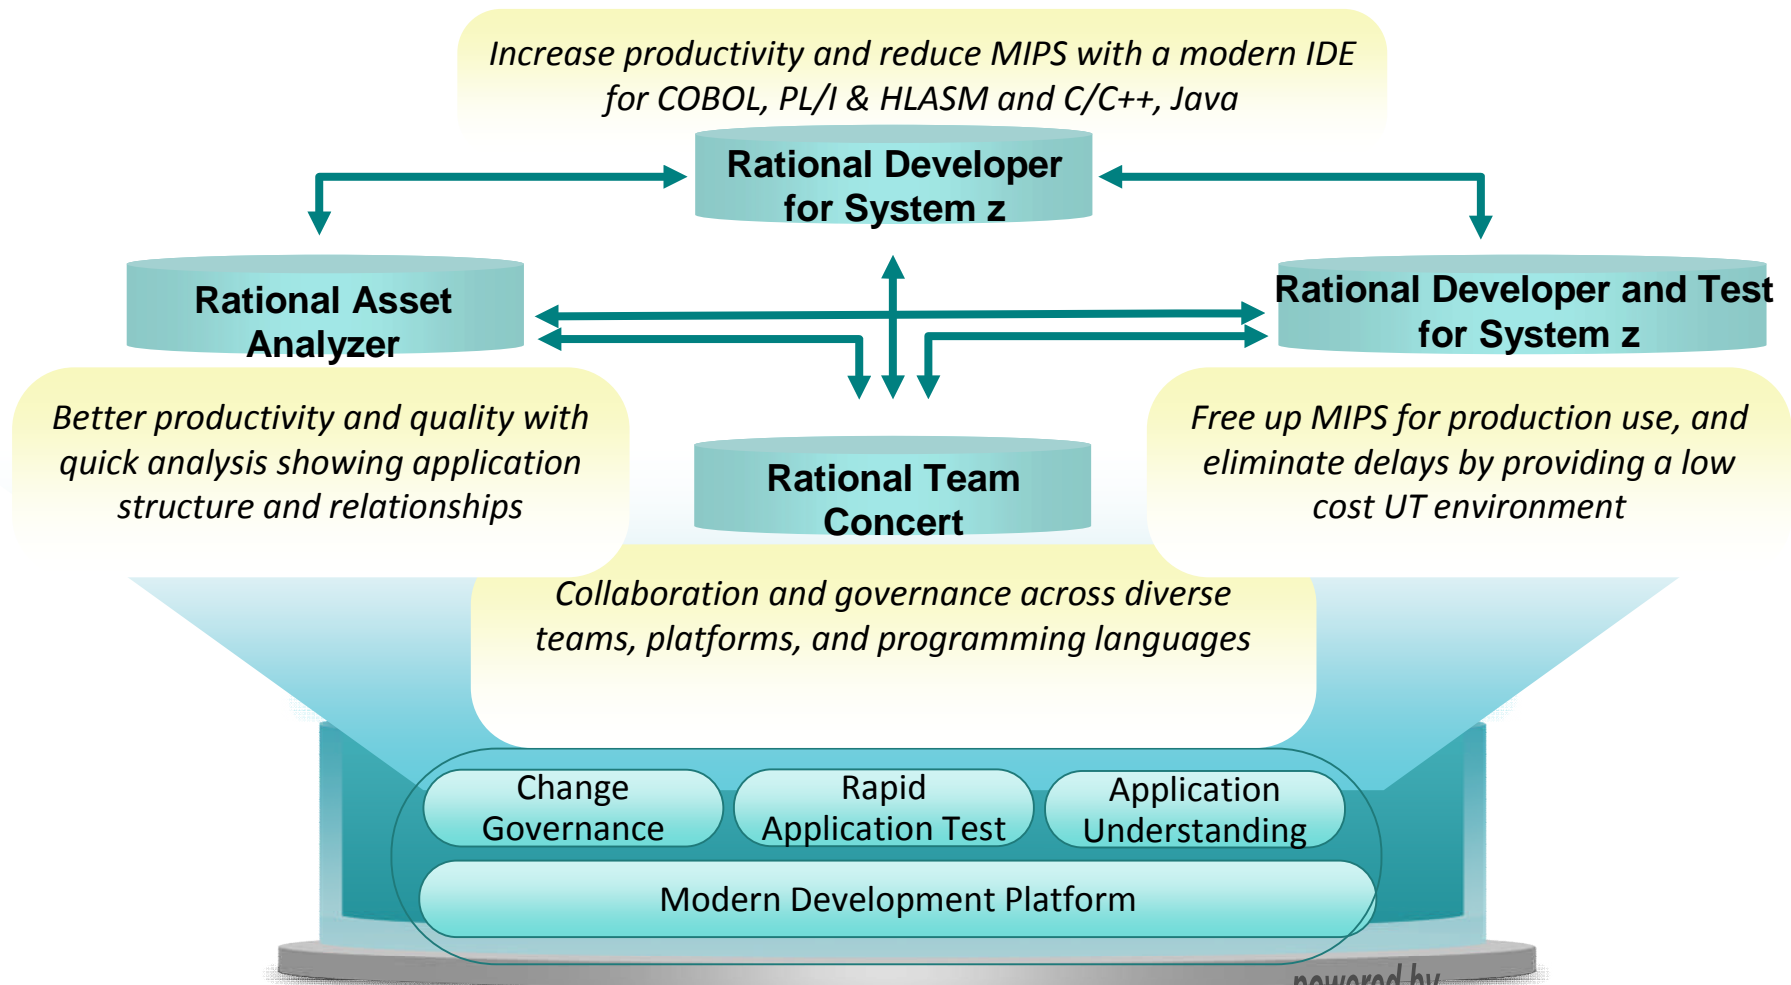 Increase productivity and reduce MIPS with a modern IDE
for COBOL, PL/I & HLASM and C/C++, Java
Rational Developer
for System z
Rational Asset
Analyzer
Rational Developer and Test
for System z
Better productivity and quality with
quick analysis showing application
structure and relationships
Rational Team
Concert
Free up MIPS for production use, and
eliminate delays by providing a low
cost UT environment
Collaboration and governance across diverse
teams, platforms, and programming languages
Change
Governance
Rapid
Application Test
Application
Understanding
Modern Development Platform
powered by